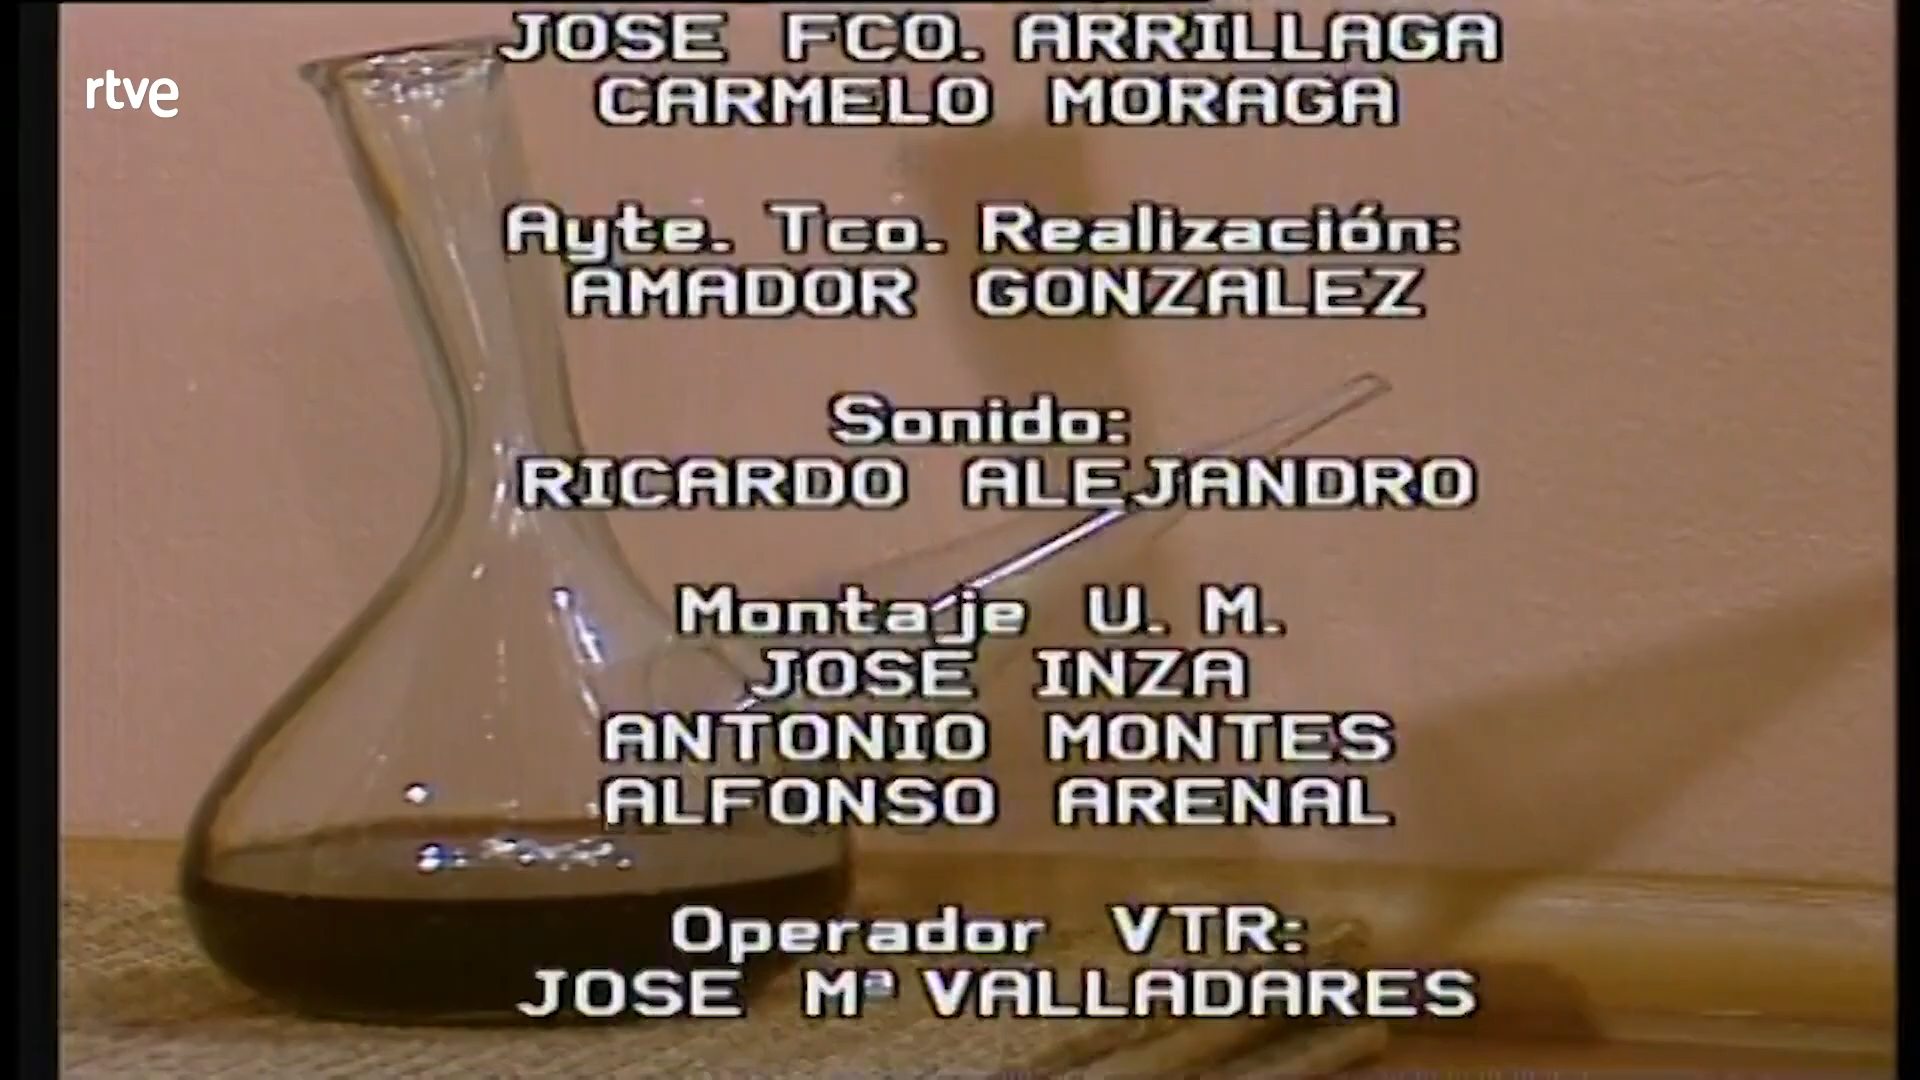 JOSE FCO. ARRILLAGA
rtve
CARMELO MORAGA
Ayte. Tco. Realización:
AMADOR GONZALEZ
Sonido:
RICARDO ALEJANDRO
Montaje U. M.
JOSE INZA
ANTONIO MONTES
ALFONSO ARENAL
Operador VTR:
JOSE Mª VALLADARES